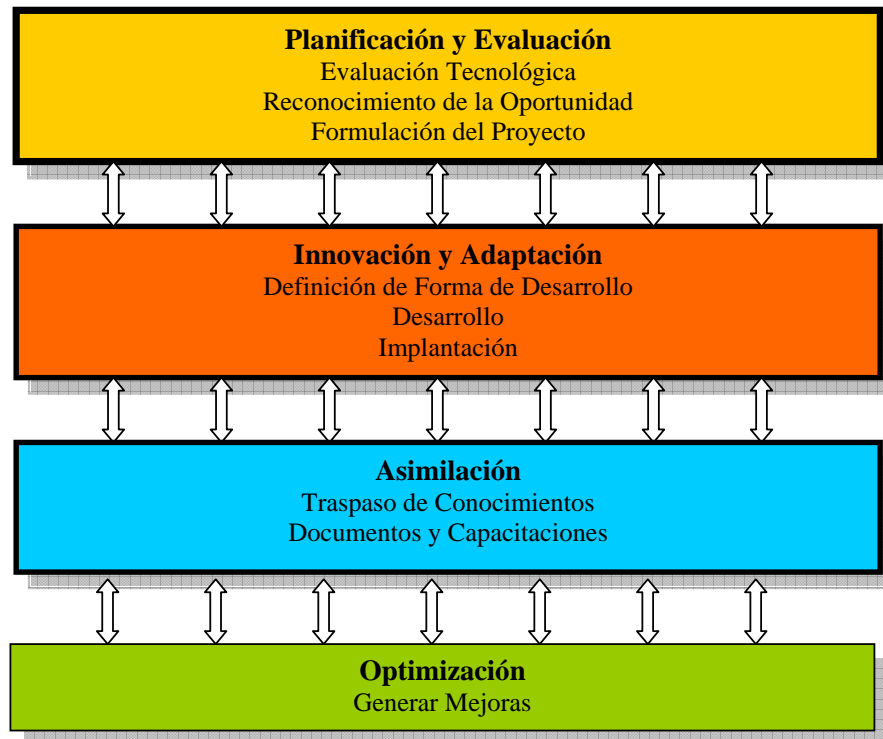 Planificación y Evaluación
Evaluación Tecnológica
Reconocimiento de la Oportunidad
Formulación del Proyecto
Innovación y Adaptación
Definición de Forma de Desarrollo
Desarrollo
Implantación
Asimilación
Traspaso de Conocimientos
Documentos y Capacitaciones
Optimización
Generar Mejoras